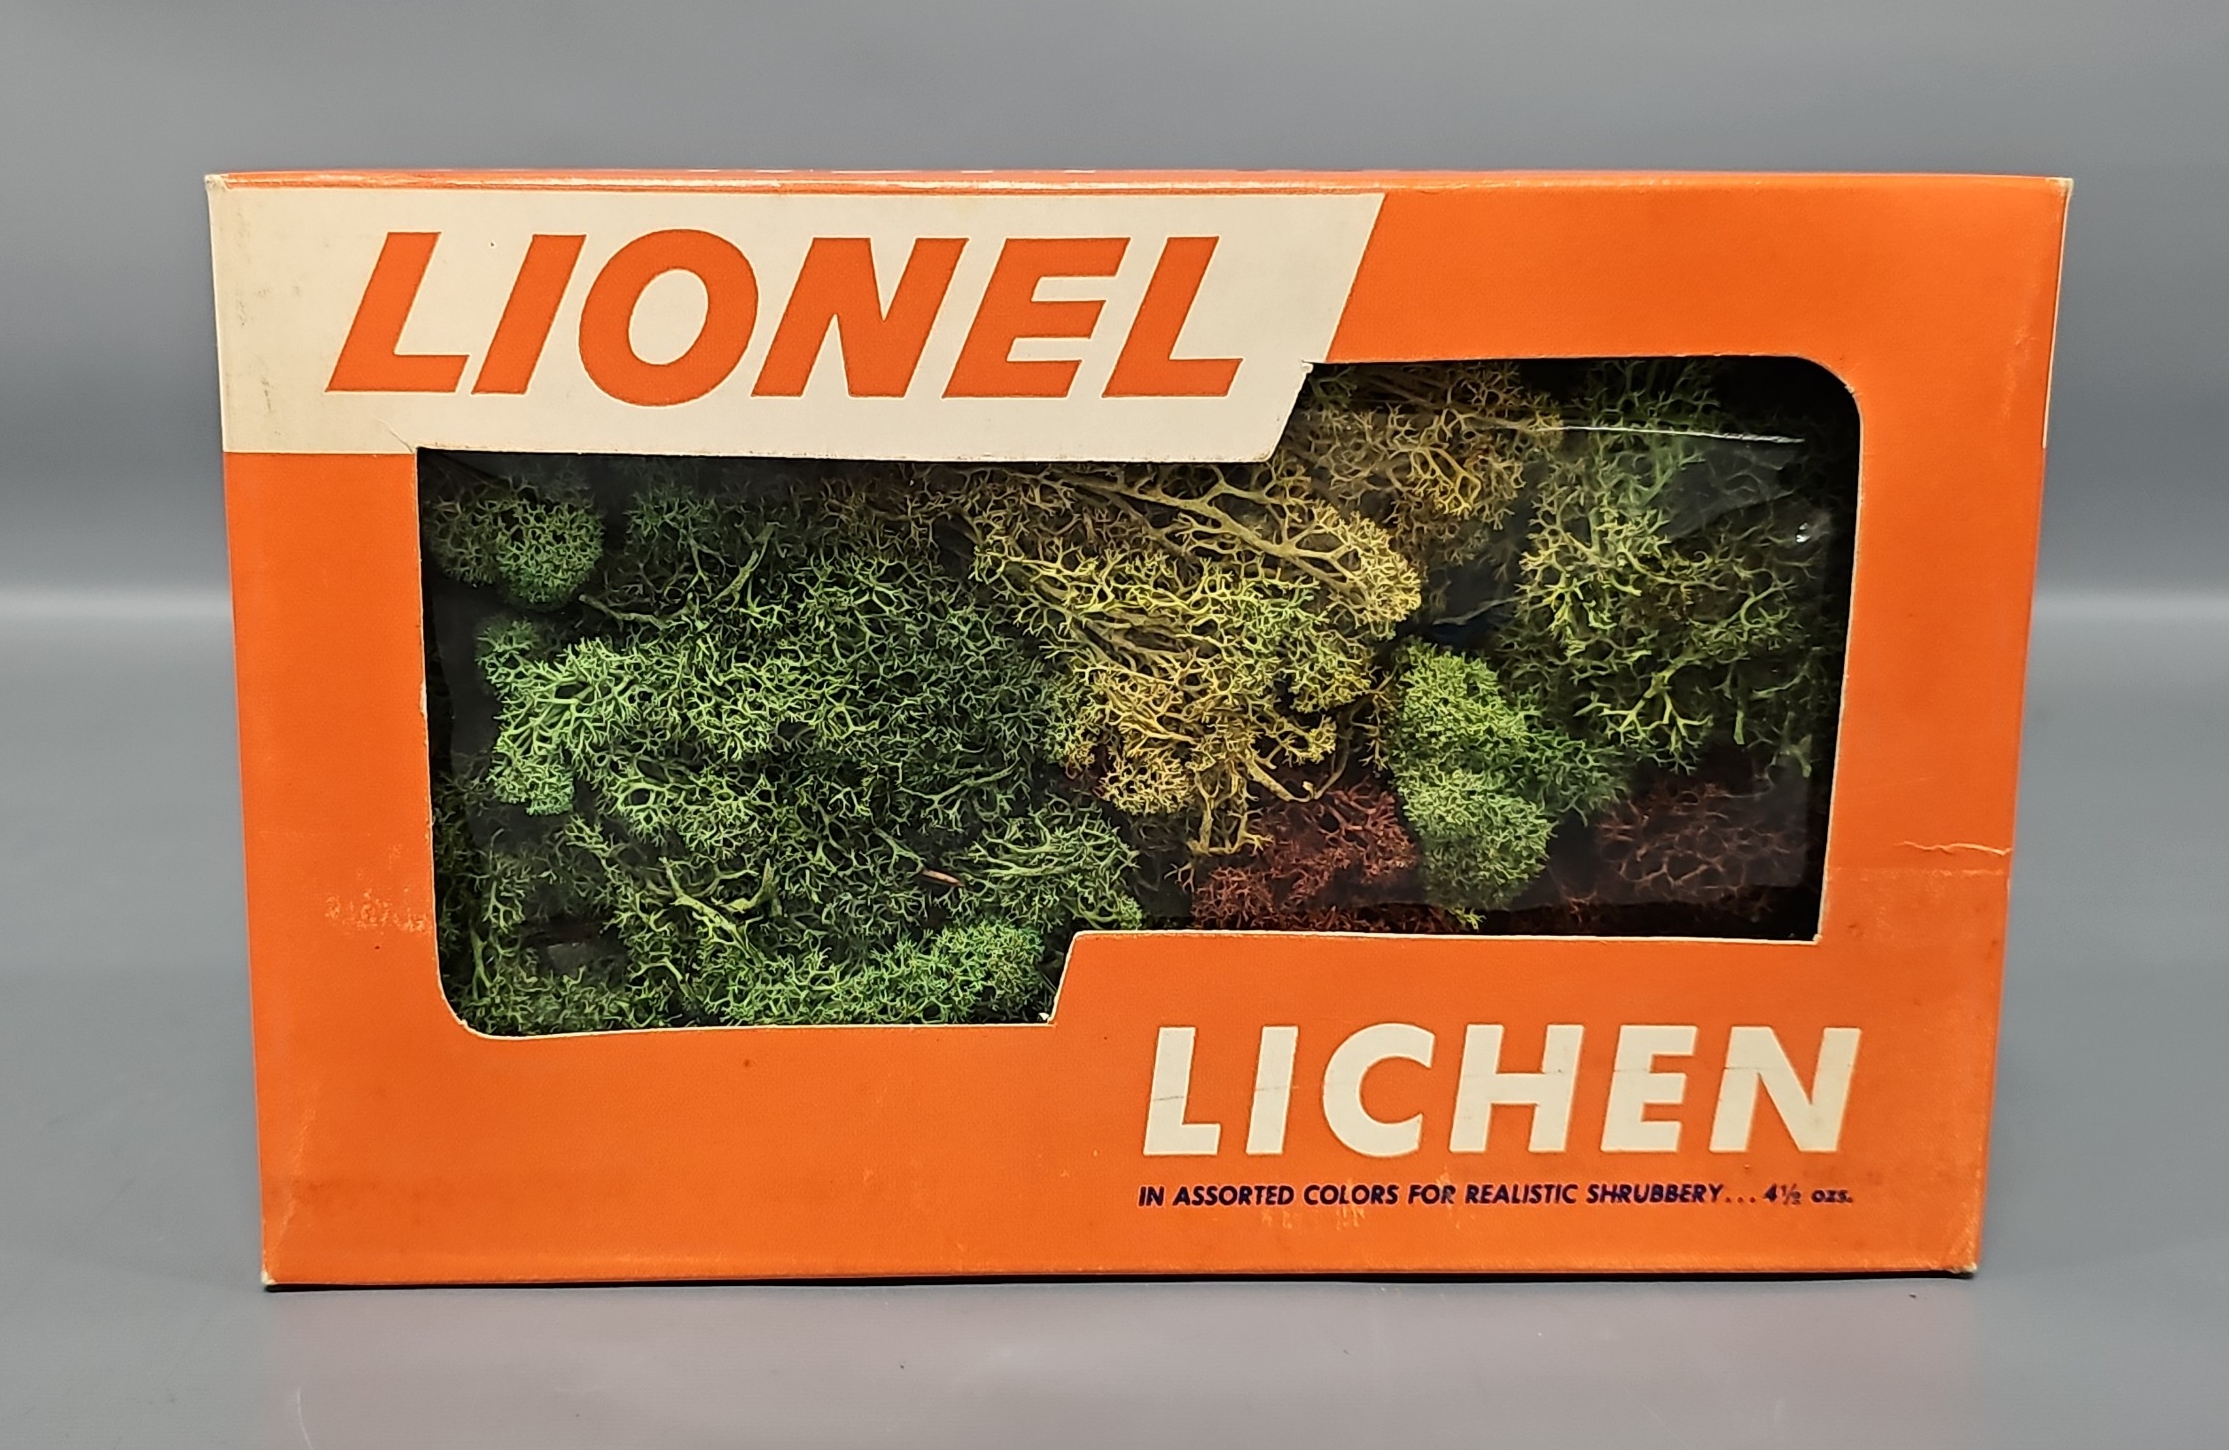 LIONEL
LICHEN
IN ASSORTED COLORS FOR REALISTIC SHRUBBERY... 4½ ozs.